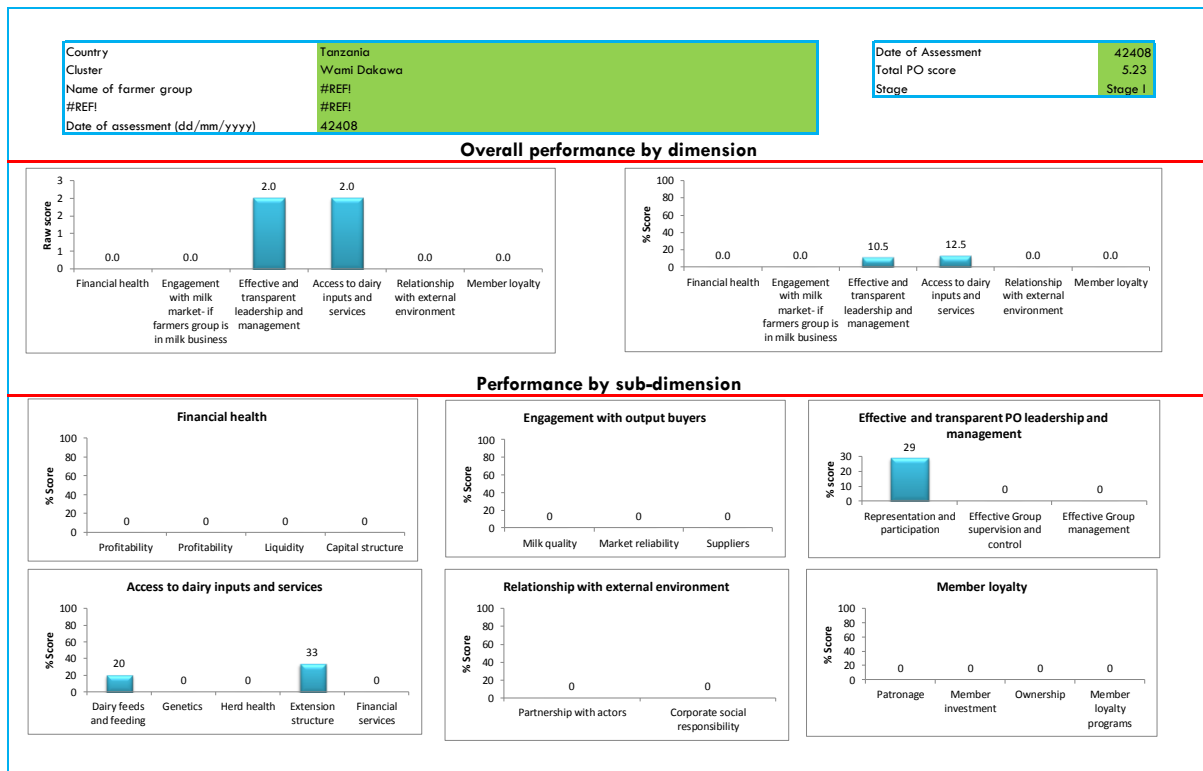 Country Tanzania
Cluster Wami Dakawa
Name of farmer group #REF!
#REF! #REF!
Date of assessment (dd/mm/yyyy) 42408
Date of Assessment 42408
Total PO score 5.23
Stage Stage I
Overall performance by dimension
Raw score
3
2
2
1
1
0
0.0 0.0 2.0 2.0 0.0 0.0
Financial health
Engagement
with milk
market- if
farmers group is
in milk business
Effective and
transparent
leadership and
management
Access to dairy
inputs and
services
Relationship
with external
environment
Member loyalty
% Score
100
80
60
40
20
0
0.0 0.0 10.5 12.5 0.0 0.0
Financial health
Engagement
with milk
market- if
farmers group is
in milk business
Effective and
transparent
leadership and
management
Access to dairy
inputs and
services
Relationship
with external
environment
Member loyalty
Performance by sub-dimension
Financial health
% Score
100
80
60
40
20
0
0 0 0 0
Profitability Profitability Liquidity Capital structure
Engagement with output buyers
% Score
100
80
60
40
20
0
0 0 0
Milk quality Market reliability Suppliers
Effective and transparent PO leadership and
management
% score
30
20
10
0
29 0 0
Representation and
participation
Effective Group
supervision and
control
Effective Group
management
Access to dairy inputs and services
% Score
100
80
60
40
20
0
20 0 0 33 0
Dairy feeds
and feeding
Genetics
Herd health
Extension
structure
Financial
services
Relationship with external environment
% Score
100
80
60
40
20
0
0 0
Partnership with actors
Corporate social
responsibility
Member loyalty
% Score
100
80
60
40
20
0
0 0 0 0
Patronage
Member
investment
Ownership
Member
loyalty
programs